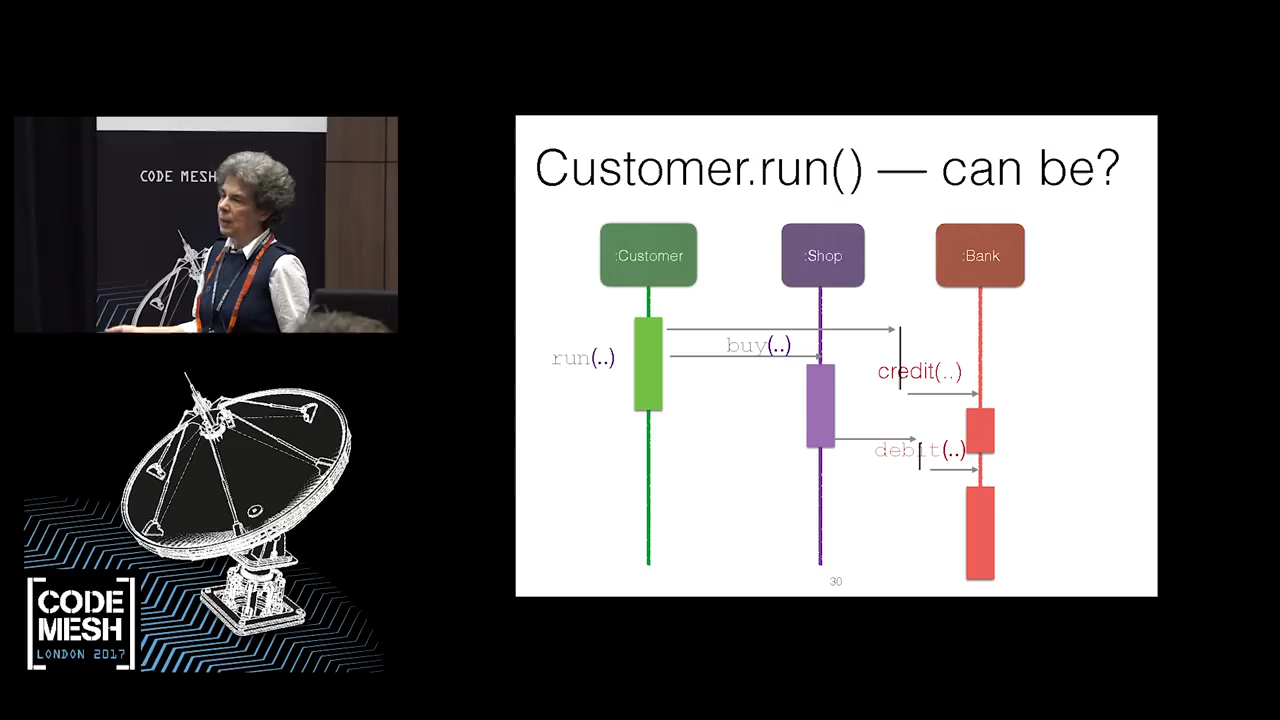 CODE MESH
Customer.run() — can be?
:Customer
:Shop
:Bank
buy(..)
run(..)
credit(..)
debit(..)
30
CODE
MESH
LONDON 2017